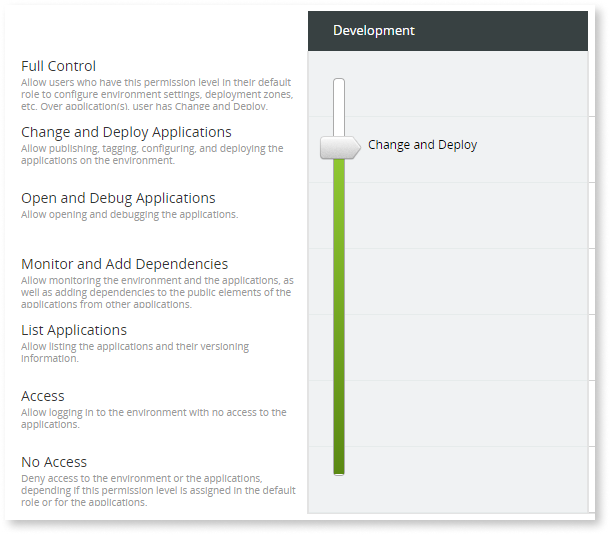 Development
Full Control
Allow users who have this permission level in their default
role to configure environment settings, deployment zones,
etc. Over application(s), user has Change and Deploy.
Change and Deploy Applications
Allow publishing, tagging, configuring, and deploying the
applications on the environment.
Change and Deploy
Open and Debug Applications
Allow opening and debugging the applications.
Monitor and Add Dependencies
Allow monitoring the environment and the applications, as
well as adding dependencies to the public elements of the
applications from other applications.
List Applications
Allow listing the applications and their versioning
information.
Access
Allow logging in to the environment with no access to the
applications.
No Access
Deny access to the environment or the applications,
depending if this permission level is assigned in the default
role or for the applications.